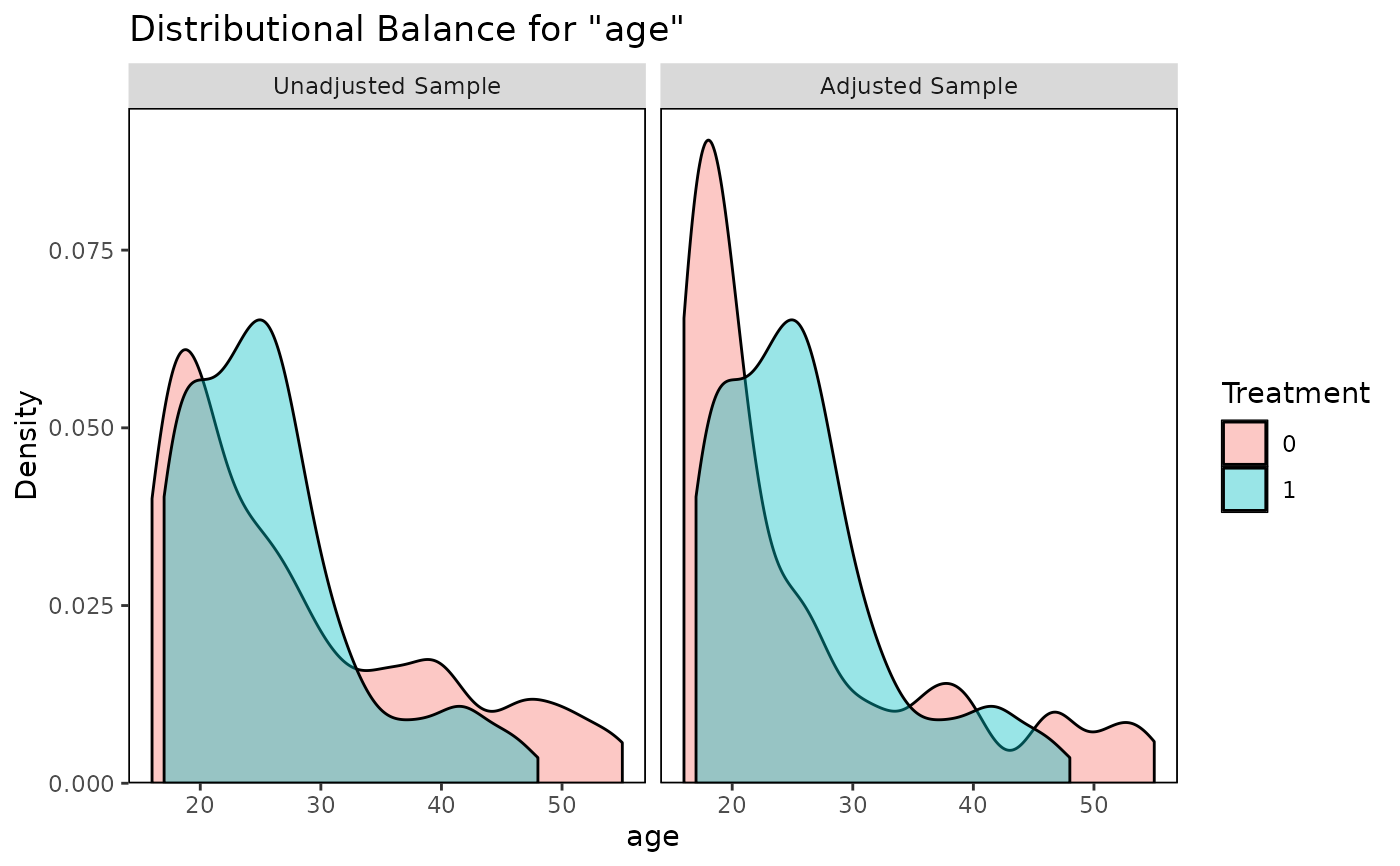 Distributional Balance for "age"
Unadjusted Sample
Adjusted Sample
Density
0.075
0.050
0.025
0.000
20 30 40 50
20 30 40 50
age
Treatment
0
1